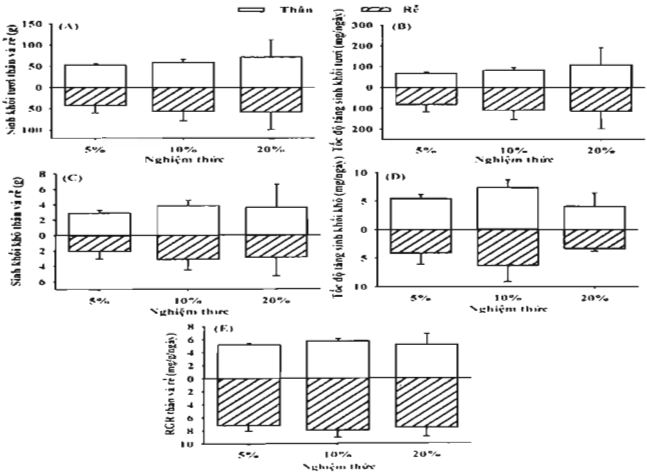 Thân Rễ
Sinh khối tươi thân và rễ (g)
150
100
50
0
50
100
(A)
5% 10% 20%
Nghiệm thức
Tốc độ tăng sinh khối tươi (mg/ngày)
300
200
100
0
100
200
(B)
5% 10% 20%
Nghiệm thức
Sinh khối khô thân và rễ (g)
8
6
4
2
0
2
4
6
(C)
5% 10% 20%
Nghiệm thức
Tốc độ tăng sinh khối khô (mg/ngày)
10
5
0
5
10
(D)
5% 10% 20%
Nghiệm thức
RGR thân và rễ (mg/g/ngày)
8
6
4
2
0
2
4
6
8
10
(E)
5% 10% 20%
Nghiệm thức